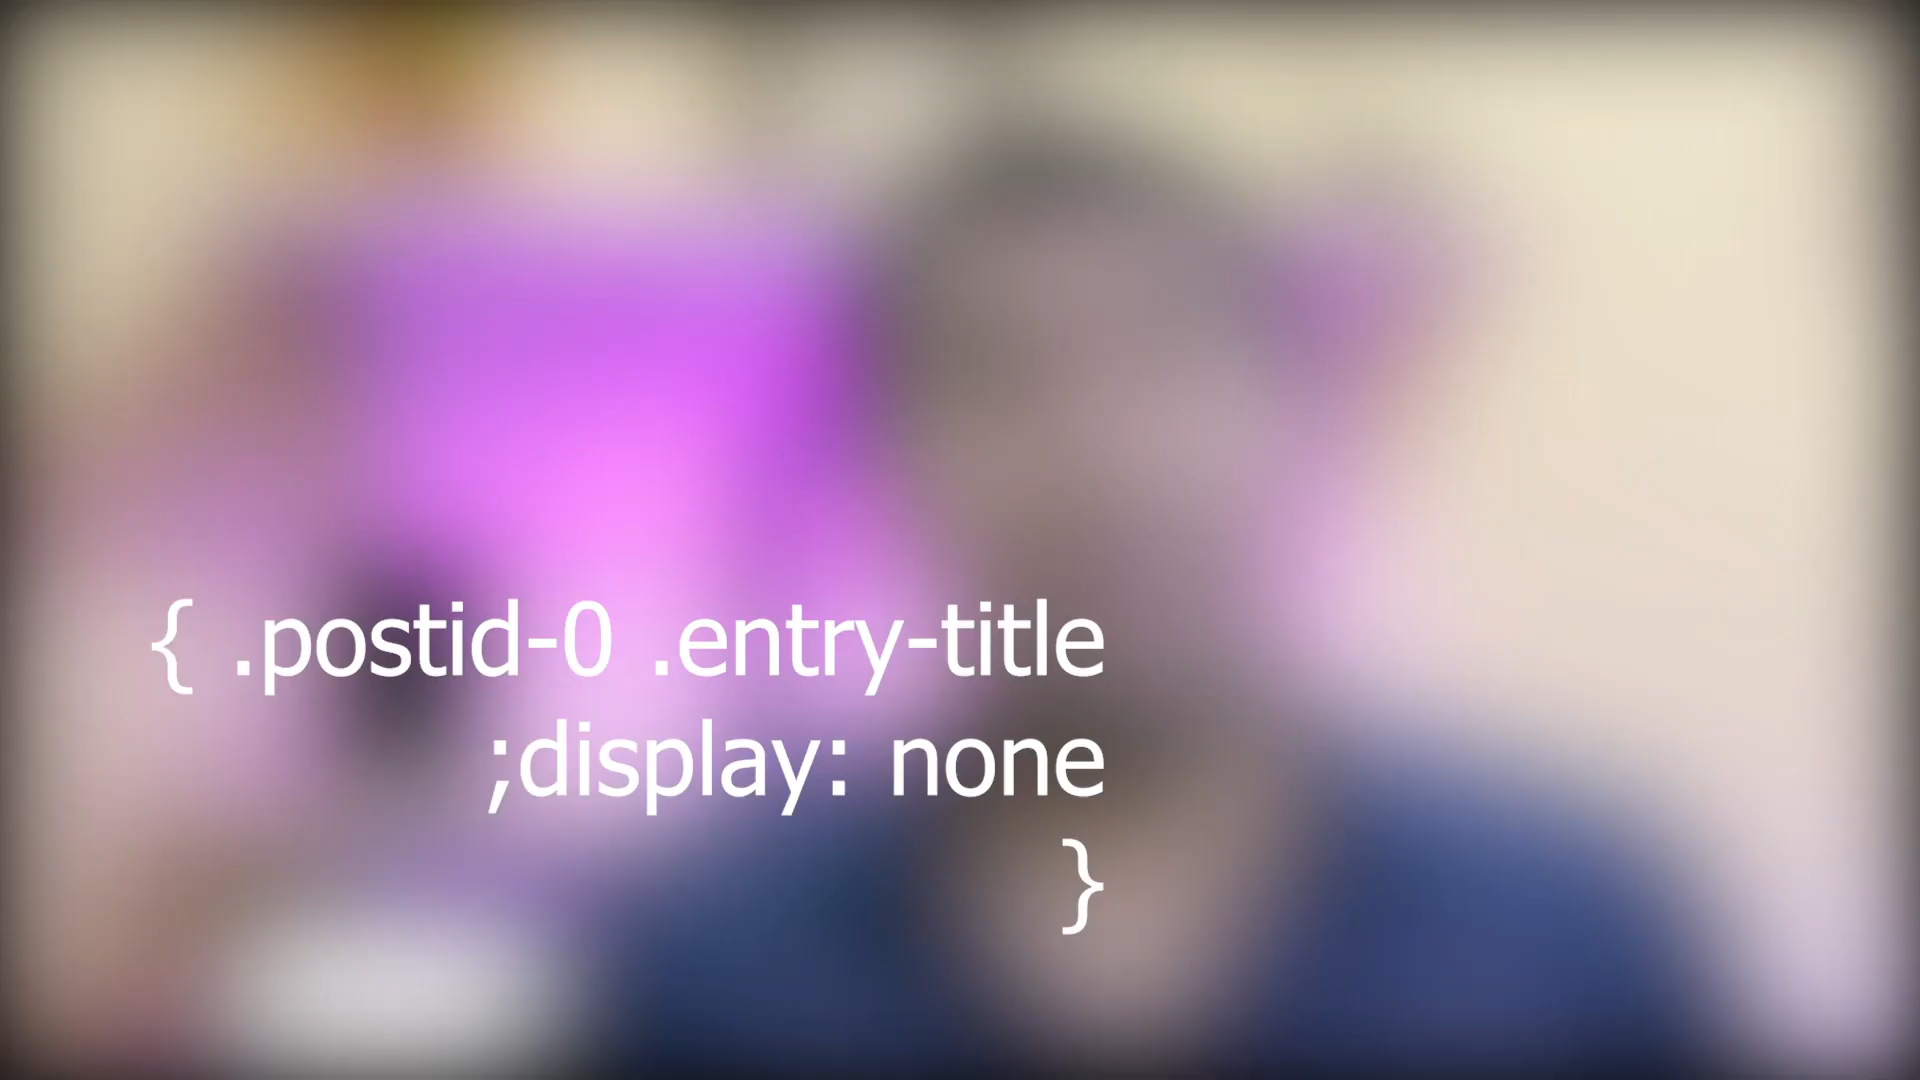 { .postid-0 .entry-title
;display: none
}